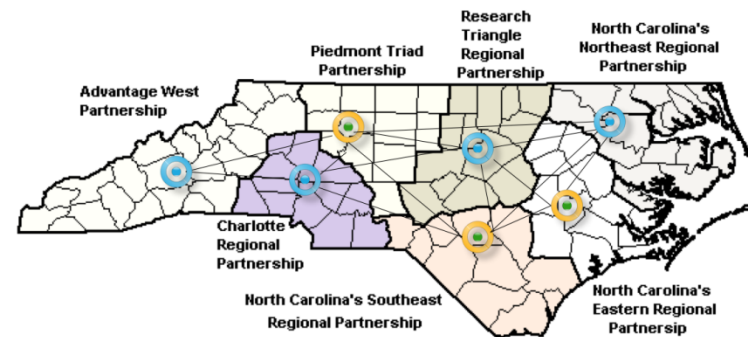 Research
Triangle
Regional
Partnership
North Carolina's
Northeast Regional
Partnership
Piedmont Triad
Partnership
Advantage West
Partnership
Charlotte
Regional
Partnership
North Carolina's Southeast
Regional Partnership
North Carolina's
Eastern Regional
Partnersip